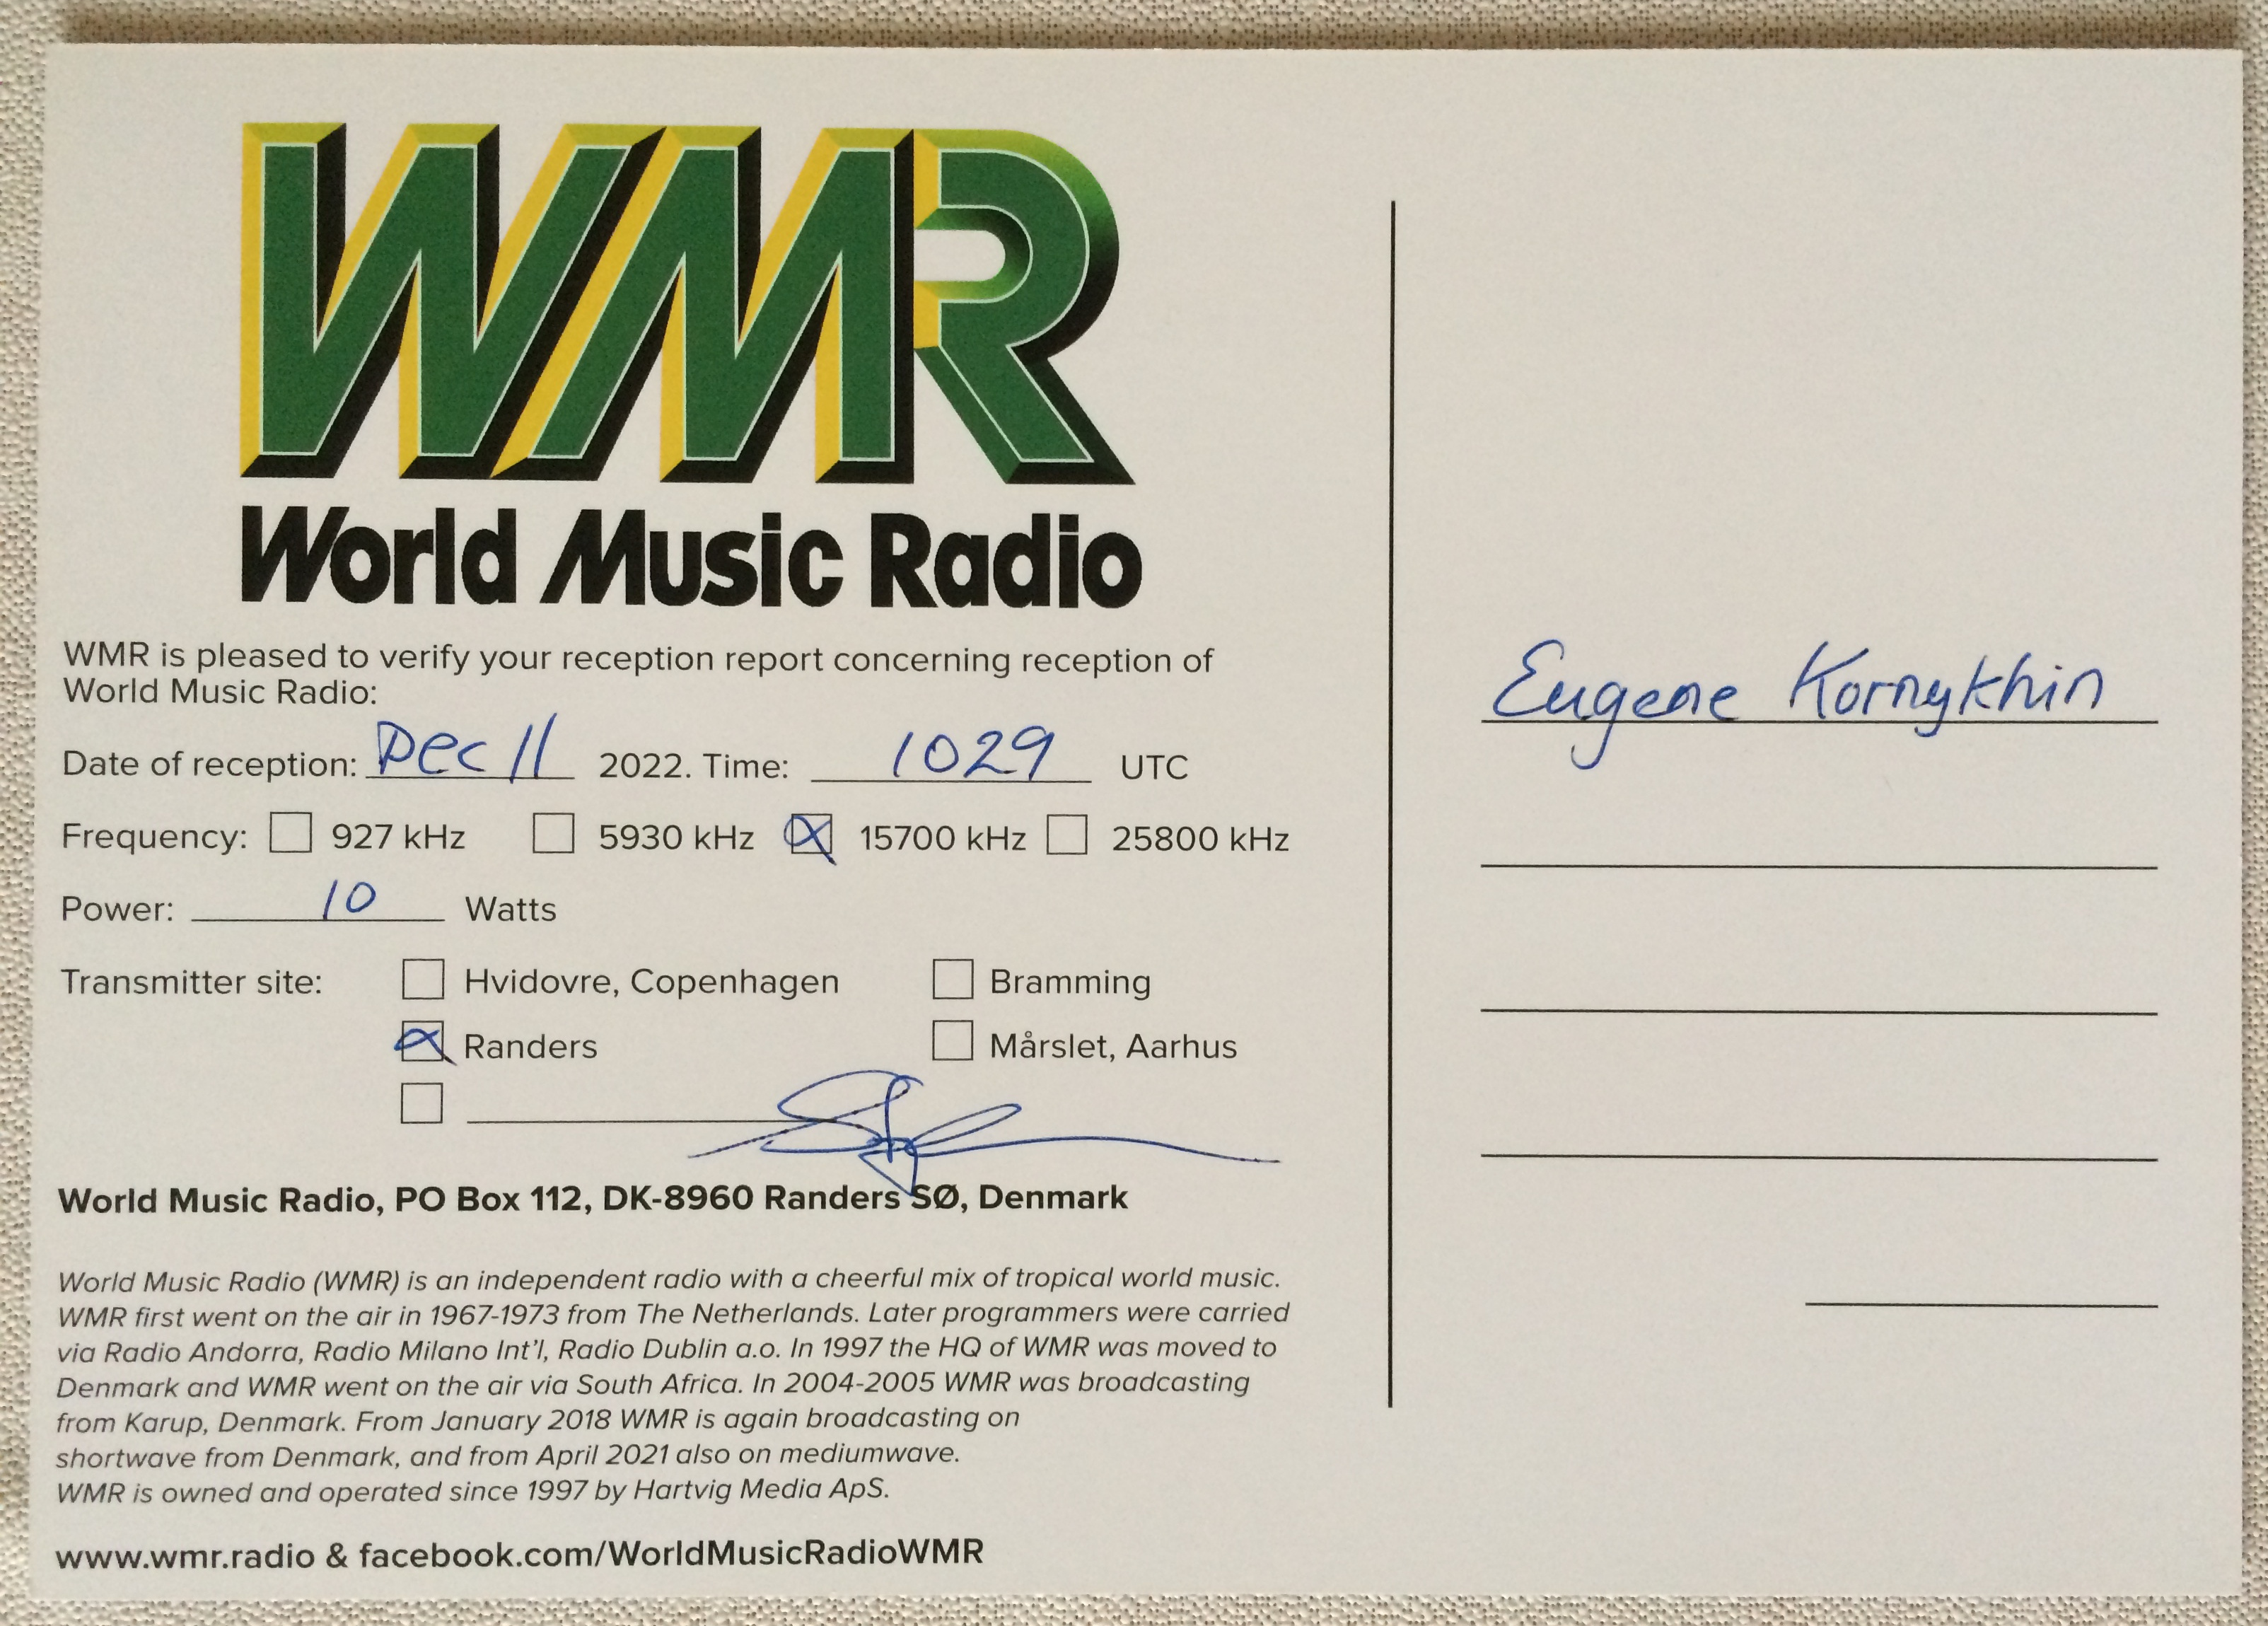 WMR
World Music Radio
WMR is pleased to verify your reception report concerning reception of
World Music Radio:
Date of reception: Dec 11 2022. Time: 1029 UTC
Frequency: 927 kHz 5930 kHz 15700 kHz 25800 kHz
Power: 10 Watts
Transmitter site: Hvidovre, Copenhagen Bramming
Randers Mårslet, Aarhus
World Music Radio, PO Box 112, DK-8960 Randers SØ, Denmark
World Music Radio (WMR) is an independent radio with a cheerful mix of tropical world music.
WMR first went on the air in 1967-1973 from The Netherlands. Later programmers were carried
via Radio Andorra, Radio Milano Int'l, Radio Dublin a.o. In 1997 the HQ of WMR was moved to
Denmark and WMR went on the air via South Africa. In 2004-2005 WMR was broadcasting
from Karup, Denmark. From January 2018 WMR is again broadcasting on
shortwave from Denmark, and from April 2021 also on mediumwave.
WMR is owned and operated since 1997 by Hartvig Media ApS.
www.wmr.radio & facebook.com/WorldMusicRadioWMR
Eugene Kornykhin